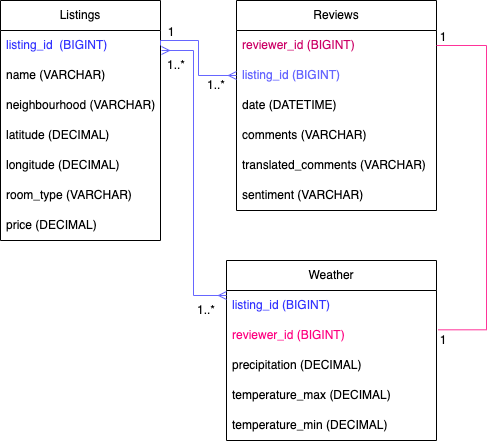 Listings
listing_id (BIGINT)
name (VARCHAR)
neighbourhood (VARCHAR)
latitude (DECIMAL)
longitude (DECIMAL)
room_type (VARCHAR)
price (DECIMAL)
1
1..*
1..*
Reviews
reviewer_id (BIGINT)
listing_id (BIGINT)
date (DATETIME)
comments (VARCHAR)
translated_comments (VARCHAR)
sentiment (VARCHAR)
1
Weather
listing_id (BIGINT)
reviewer_id (BIGINT)
precipitation (DECIMAL)
temperature_max (DECIMAL)
temperature_min (DECIMAL)
1..*
1